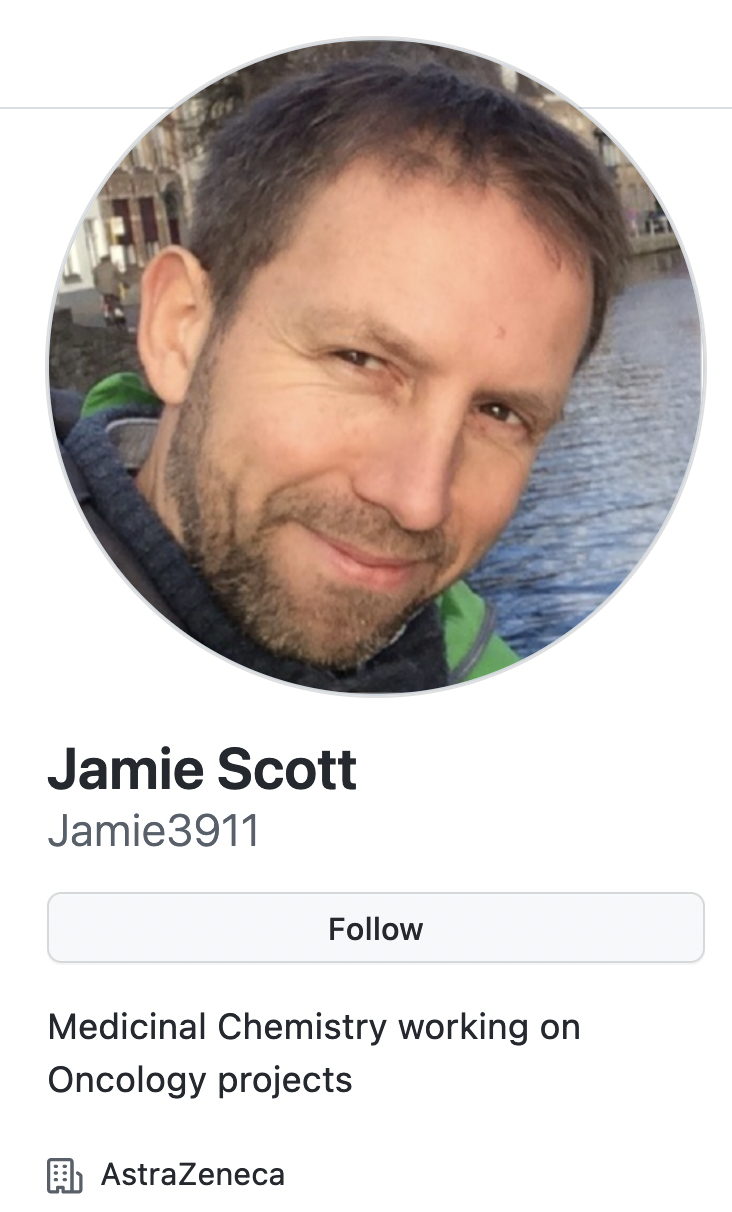 Jamie Scott
Jamie3911
Follow
Medicinal Chemistry working on
Oncology projects
AstraZeneca